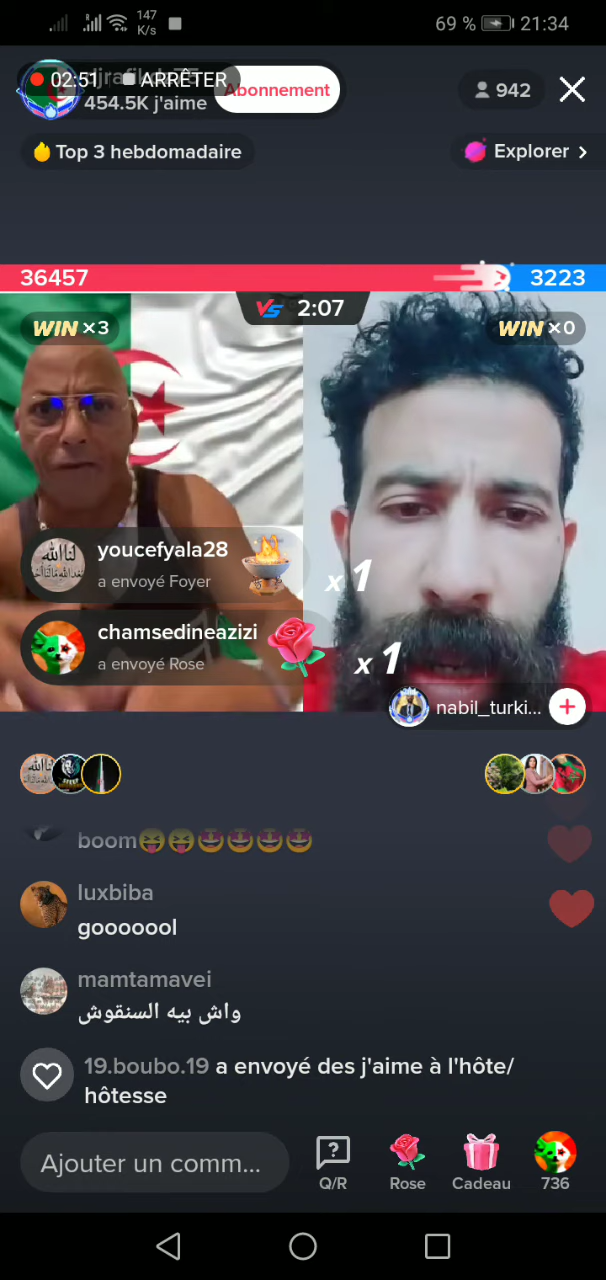 147
K/s
69 %
21:34
02:51 ARRÊTER
454.5K j'aime
Abonnement
942
Top 3 hebdomadaire
Explorer
36457
3223
VS 2:07
WIN ×3
WIN ×0
youcefyala28
a envoyé Foyer
x 1
chamsedineazizi
a envoyé Rose
x 1
nabil_turki...
boom😝😝🤩🤩🤩🤩
luxbiba
gooooool
mamtamavei
واش بيه السنقوش
19.boubo.19 a envoyé des j'aime à l'hôte/
hôtesse
Ajouter un comm...
Q/R
Rose
Cadeau
736